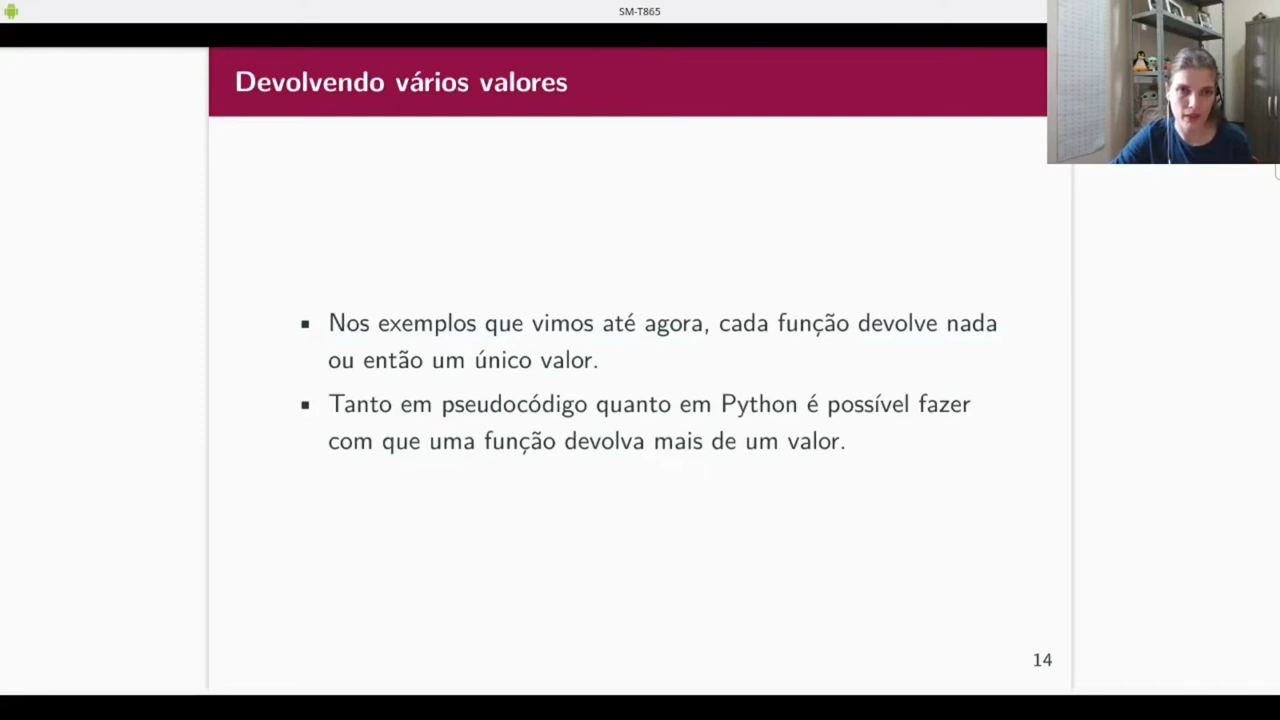 SM-T865
Devolvendo vários valores
▪ Nos exemplos que vimos até agora, cada função devolve nada
ou então um único valor.
▪ Tanto em pseudocódigo quanto em Python é possível fazer
com que uma função devolva mais de um valor.
14